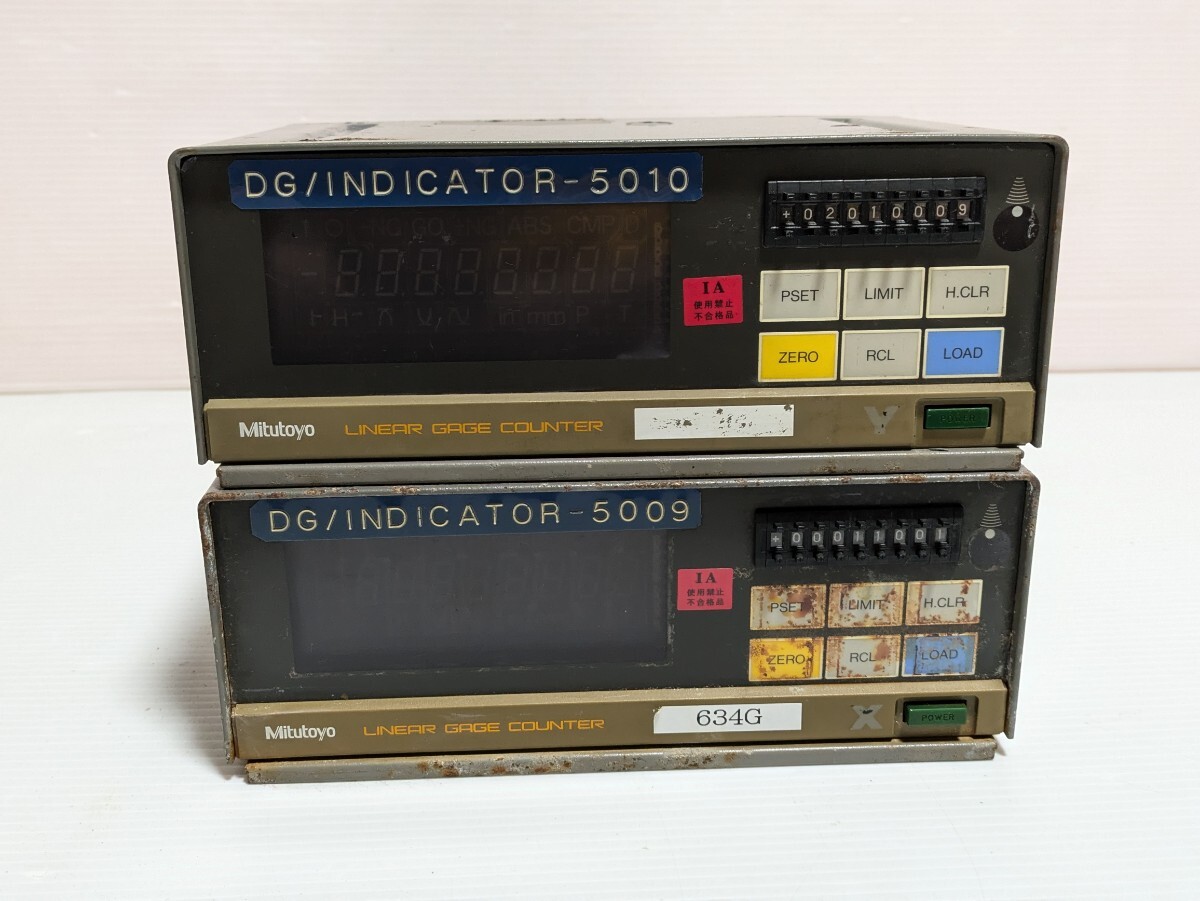 DG/INDICATOR-5010
+02010009
IA
使用禁止
不合格品
PSET LIMIT H.CLR
ZERO RCL LOAD
Mitutoyo LINEAR GAGE COUNTER Y POWER
DG/INDICATOR-5009
+00011001
IA
使用禁止
不合格品
PSET LIMIT H.CLR
ZERO RCL LOAD
Mitutoyo LINEAR GAGE COUNTER 634G X POWER